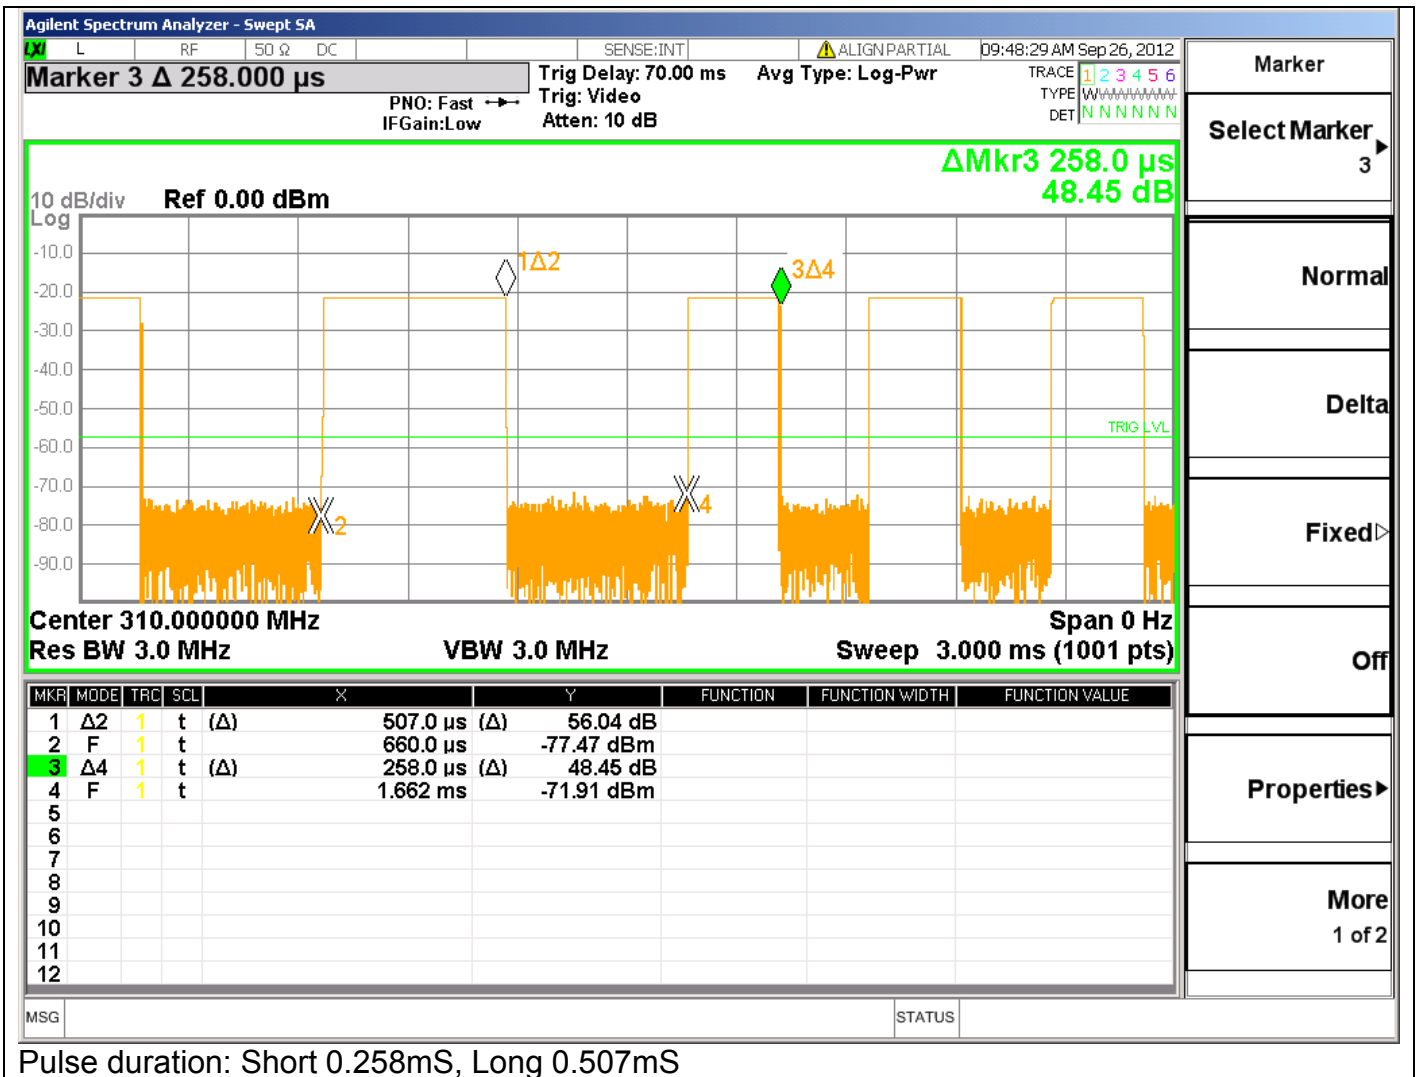 Agilent Spectrum Analyzer - Swept SA
LXI L RF 50 Ω DC SENSE:INT ALIGN PARTIAL 09:48:29 AM Sep 26, 2012
Marker 3 Δ 258.000 µs
PNO: Fast
IFGain:Low
Trig Delay: 70.00 ms
Trig: Video
Atten: 10 dB
Avg Type: Log-Pwr
TRACE 1 2 3 4 5 6
TYPE WWWWWW
DET N N N N N N
ΔMkr3 258.0 µs
48.45 dB
10 dB/div Ref 0.00 dBm
Log
-10.0
-20.0
-30.0
-40.0
-50.0
-60.0
-70.0
-80.0
-90.0
1Δ2
3Δ4
TRIG LVL
2
4
Center 310.000000 MHz Span 0 Hz
Res BW 3.0 MHz VBW 3.0 MHz Sweep 3.000 ms (1001 pts)
MKR MODE TRC SCL X Y FUNCTION FUNCTION WIDTH FUNCTION VALUE
1 Δ2 1 t (Δ) 507.0 µs (Δ) 56.04 dB
2 F 1 t 660.0 µs -77.47 dBm
3 Δ4 1 t (Δ) 258.0 µs (Δ) 48.45 dB
4 F 1 t 1.662 ms -71.91 dBm
5
6
7
8
9
10
11
12
MSG STATUS
Marker
Select Marker
3
Normal
Delta
Fixed
Off
Properties
More
1 of 2
Pulse duration: Short 0.258mS, Long 0.507mS